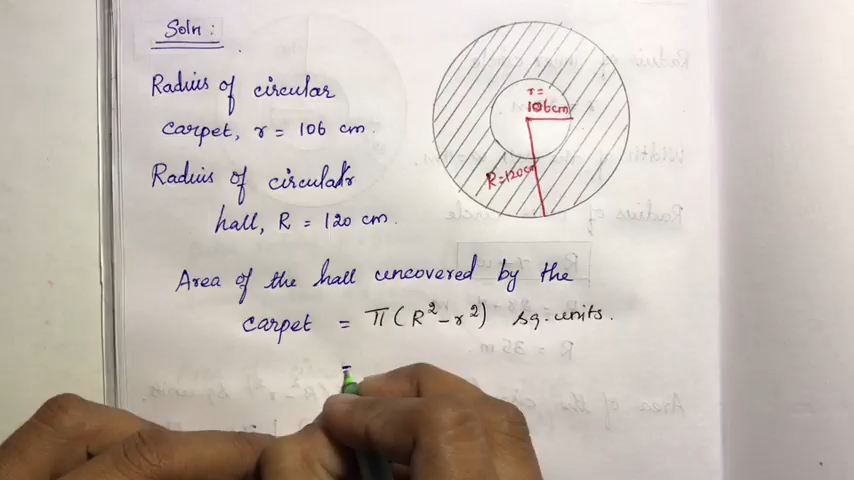 Soln :
Radius of circular
carpet, r = 106 cm.
Radius of circular
hall, R = 120 cm.
r=
106cm
R=120cm
Area of the hall uncovered by the
carpet = π(R²-r²) sq. units.
=